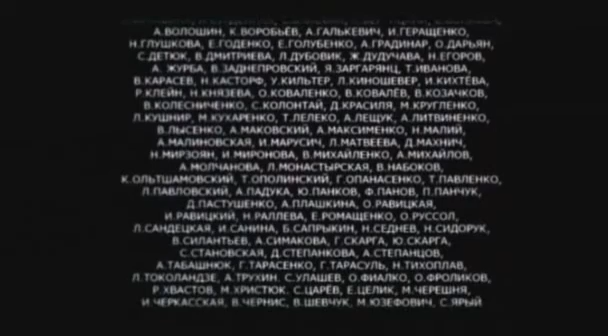 А.ВОЛОШИН, К.ВОРОБЬЁВ, А.ГАЛЬКЕВИЧ, И.ГЕРАЩЕНКО,
Н.ГЛУШКОВА, Е.ГОДЕНКО, Е.ГОЛУБЕНКО, А.ГРАДИНАР, О.ДАРЬЯН,
С.ДЕТЮК, В.ДМИТРИЕВА, Л.ДУБОВИК, Ж.ДУДУЧАВА, Н.ЕГОРОВ,
А. ЖУРБА, В.ЗАДНЕПРОВСКИЙ, Я.ЗАРГАРЯНЦ, Т.ИВАНОВА,
В.КАРАСЕВ, Н.КАСТОРФ, У.КИЛЬТЕР, Л.КИНОШЕВЕР, И.КИХТЁВА,
Р.КЛЕЙН, Н.КНЯЗЕВА, О.КОВАЛЕНКО, В.КОВАЛЁВ, В.КОЗАЧКОВ,
В.КОЛЕСНИЧЕНКО, С.КОЛОНТАЙ, Д.КРАСИЛЯ, М.КРУГЛЕНКО,
Л.КУШНИР, М.КУХАРЕНКО, Т.ЛЕЛЕКО, А.ЛЕЩУК, А.ЛИТВИНЕНКО,
В.ЛЫСЕНКО, А.МАКОВСКИЙ, А.МАКСИМЕНКО, Н.МАЛИЙ,
А.МАЛИНОВСКАЯ, И.МАРУСИЧ, Л.МАТВЕЕВА, Д.МАХНИЧ,
Н.МИРЗОЯН, И.МИРОНОВА, В.МИХАЙЛЕНКО, А.МИХАЙЛОВ,
А.МОЛЧАНОВА, Л.МОНАСТЫРСКАЯ, В.НАБОКОВ,
К.ОЛЬТШАМОВСКИЙ, Т.ОПОЛИНСКИЙ, Г.ОПАНАСЕНКО, Т.ПАВЛЕНКО,
Л.ПАВЛОВСКИЙ, А.ПАДУКА, Ю.ПАНКОВ, Ф.ПАНОВ, П.ПАНЧУК,
Д.ПАСТУШЕНКО, А.ПЛАШКИНА, О.РАВИЦКАЯ,
И.РАВИЦКИЙ, Н.РАЛЛЕВА, Е.РОМАЩЕНКО, О.РУССОЛ,
Л.САНДЕЦКАЯ, И.САНИНА, Б.САПРЫКИН, Н.СЕДНЕВ, Н.СИДОРУК,
В.СИЛАНТЬЕВ, А.СИМАКОВА, Г.СКАРГА, Ю.СКАРГА,
С.СТАНОВСКАЯ, Д.СТЕПАНКОВА, А.СТЕПАНЦОВ,
А.ТАБАШНЮК, Г.ТАРАСЕНКО, Г.ТАРАСУЛЬ, Н.ТИХОПЛАВ,
Л.ТОКОЛАНДЗЕ, А.ТРУХИН. С.УЛАШЕВ, О.ФИАЛКО, О.ФРОЛИКОВ,
Р.ХВАСТОВ, М.ХРИСТЮК. С.ЦАРЁВ, Е.ЦЕЛИК, М.ЧЕРЕШНЯ,
И.ЧЕРКАССКАЯ, В.ЧЕРНИС, В.ШЕВЧУК, М.ЮЗЕФОВИЧ, С.ЯРЫЙ